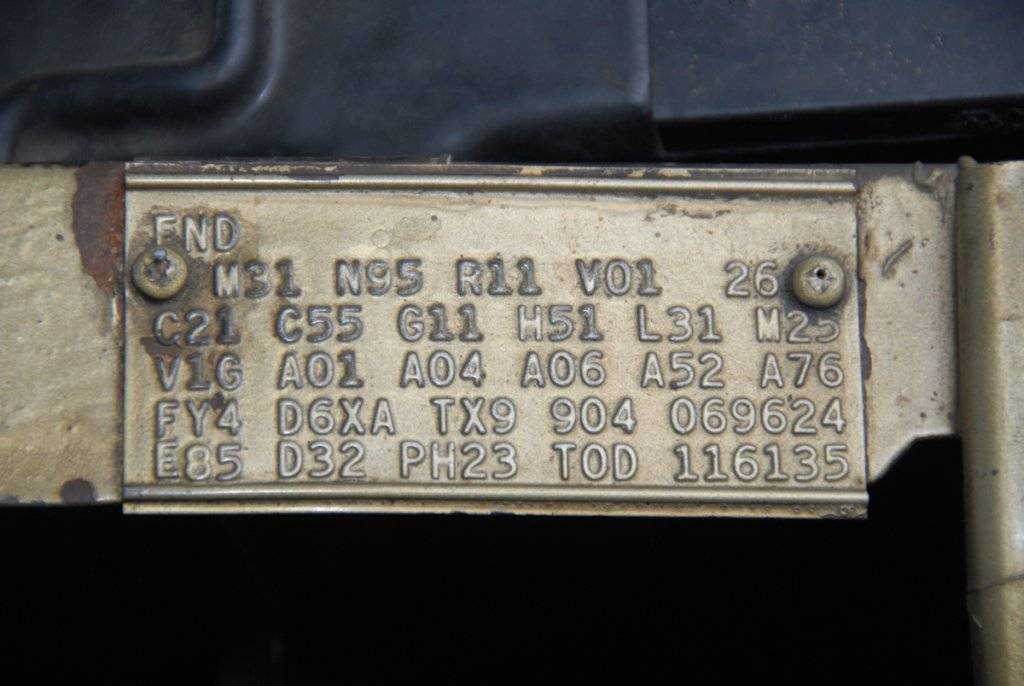 END
M31 N95 R11 V01 26
C21 C55 G11 H51 L31 M25
V1G A01 A04 A06 A52 A76
FY4 D6XA TX9 904 069624
E85 D32 PH23 TOD 116135